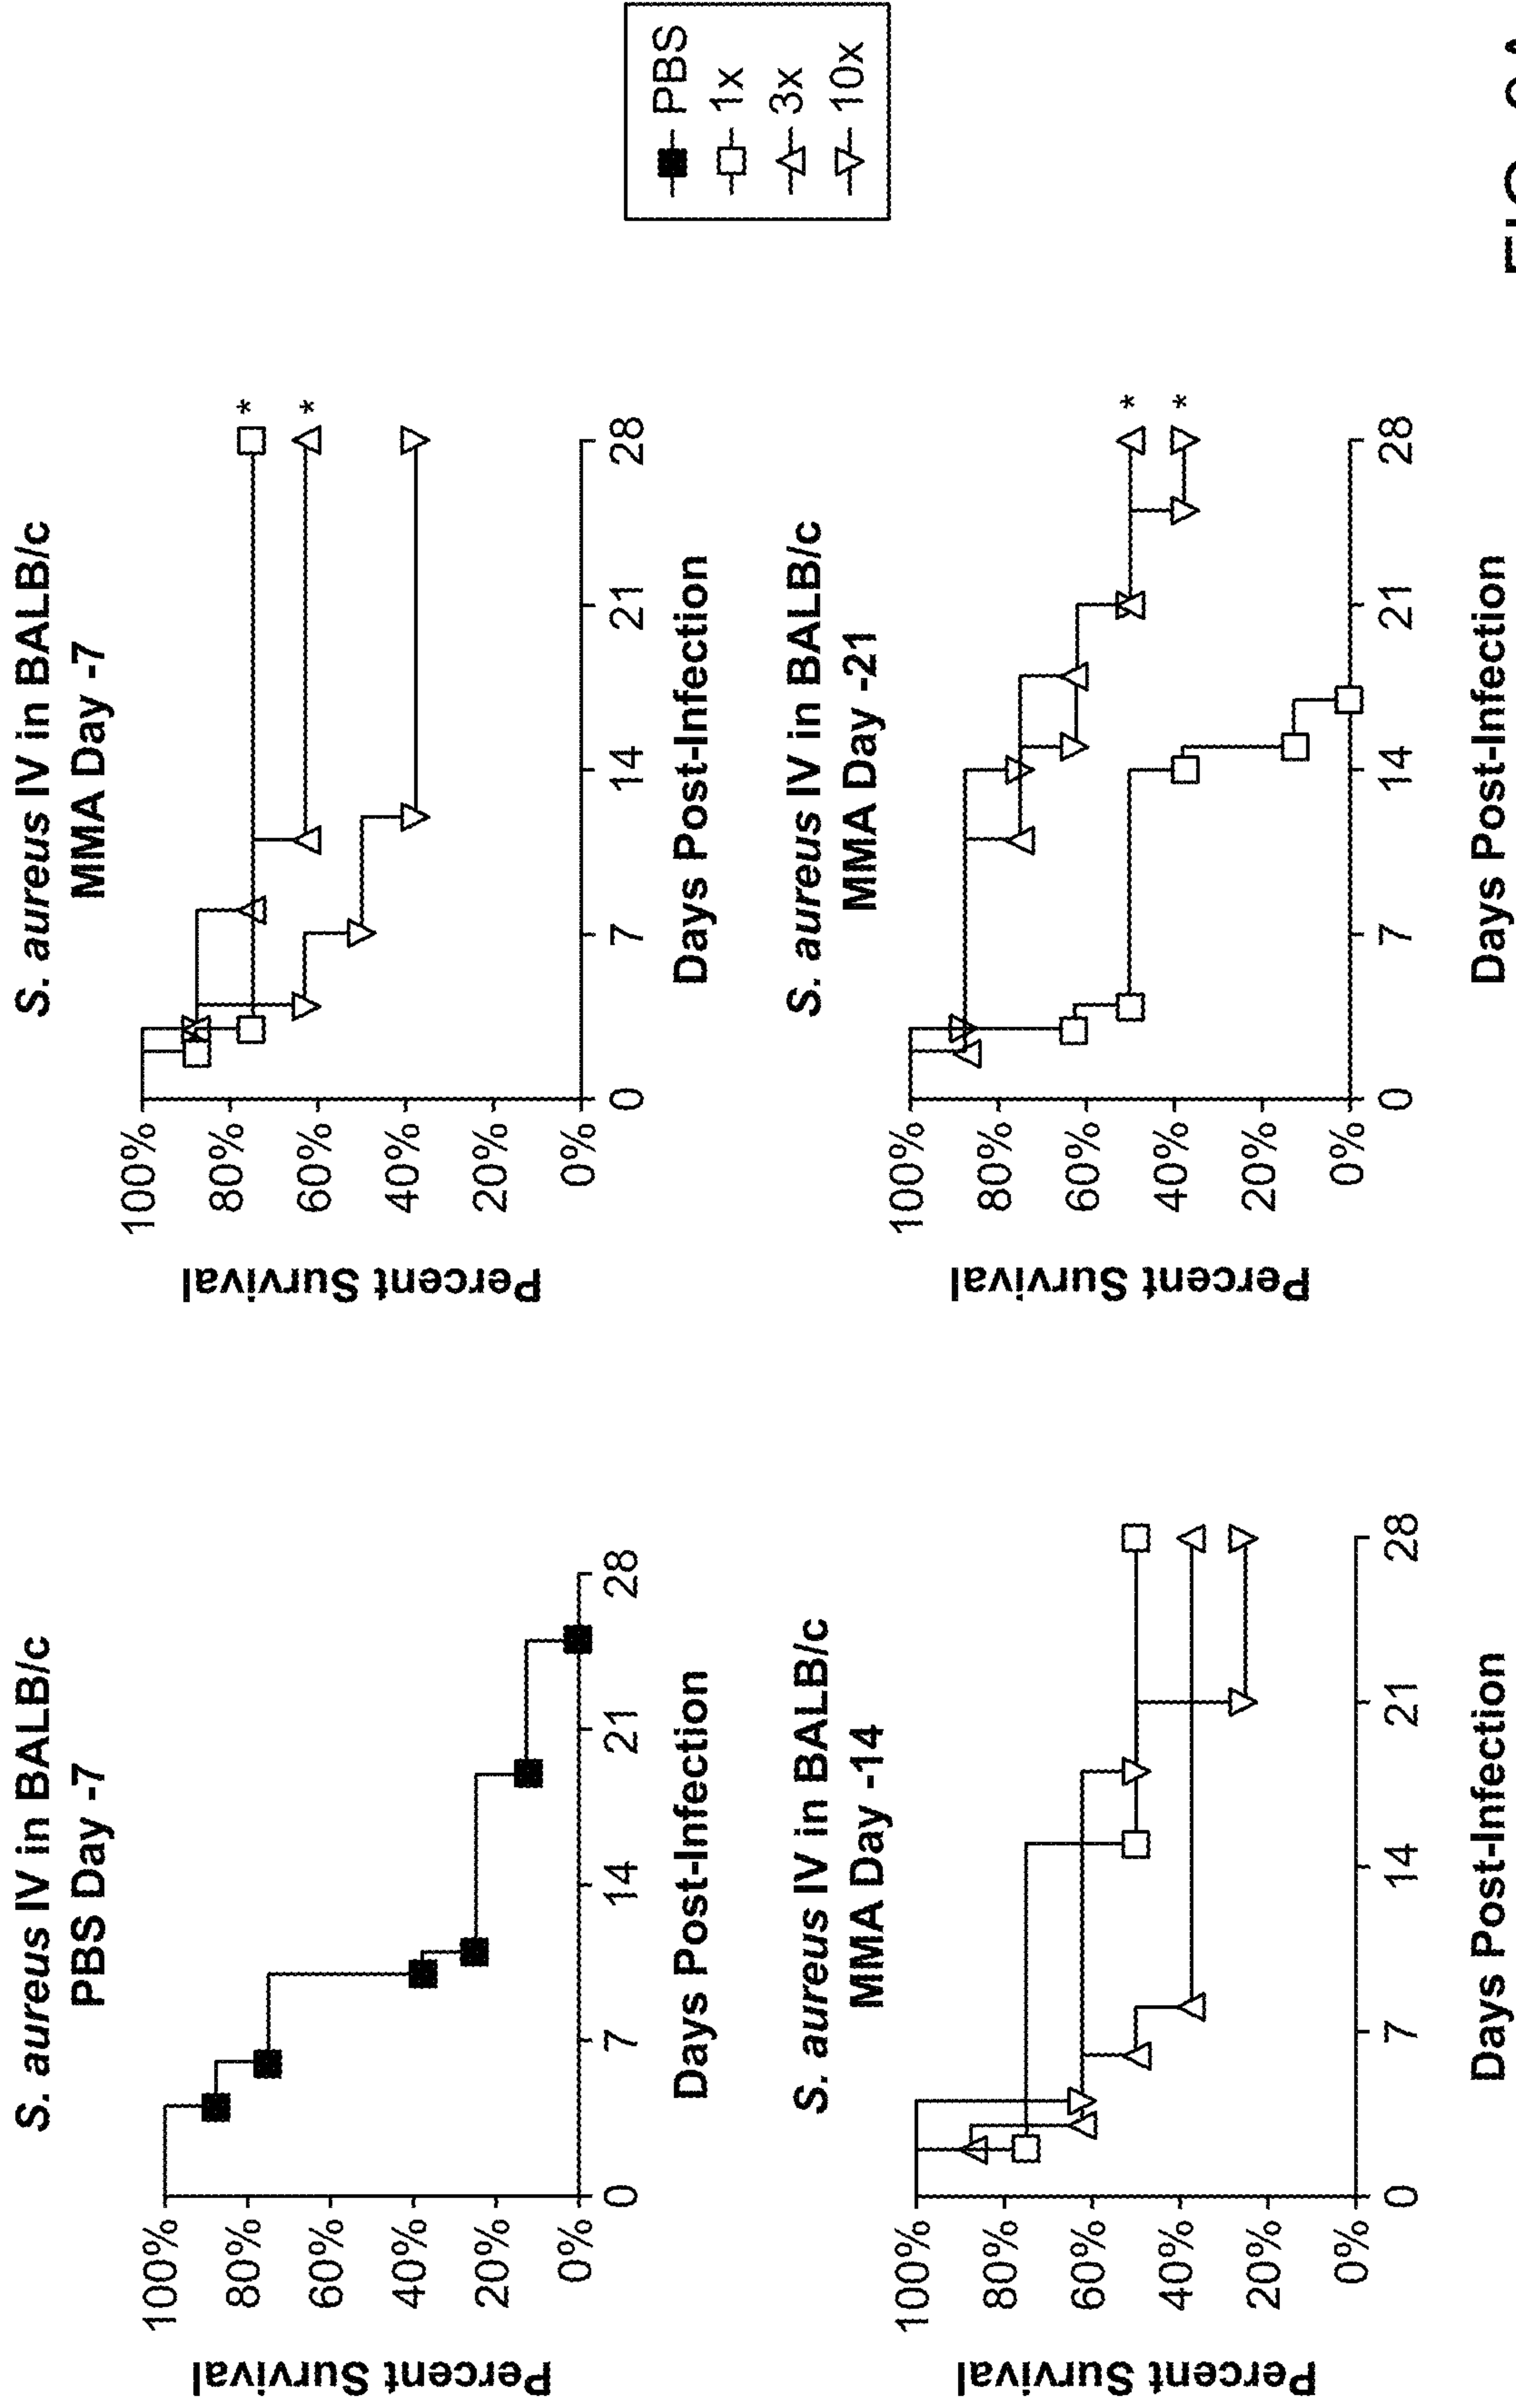 S. aureus IV in BALB/c
PBS Day -7
Percent Survival
100%
80%
60%
40%
20%
0%
0 7 14 21 28
Days Post-Infection
S. aureus IV in BALB/c
MMA Day -7
Percent Survival
100%
80%
60%
40%
20%
0%
*
*
0 7 14 21 28
Days Post-Infection
PBS
1x
3x
10x
S. aureus IV in BALB/c
MMA Day -14
Percent Survival
100%
80%
60%
40%
20%
0%
0 7 14 21 28
Days Post-Infection
S. aureus IV in BALB/c
MMA Day -21
Percent Survival
100%
80%
60%
40%
20%
0%
*
*
0 7 14 21 28
Days Post-Infection